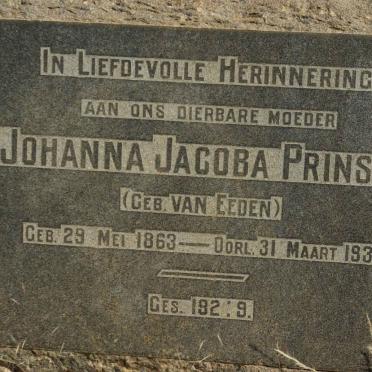 IN LIEFDEVOLLE HERINNERING
AAN ONS DIERBARE MOEDER
JOHANNA JACOBA PRINS
(GEB. VAN EEDEN)
GEB. 29 MEI 1863 — OORL. 31 MAART 193
GES. 192:9.